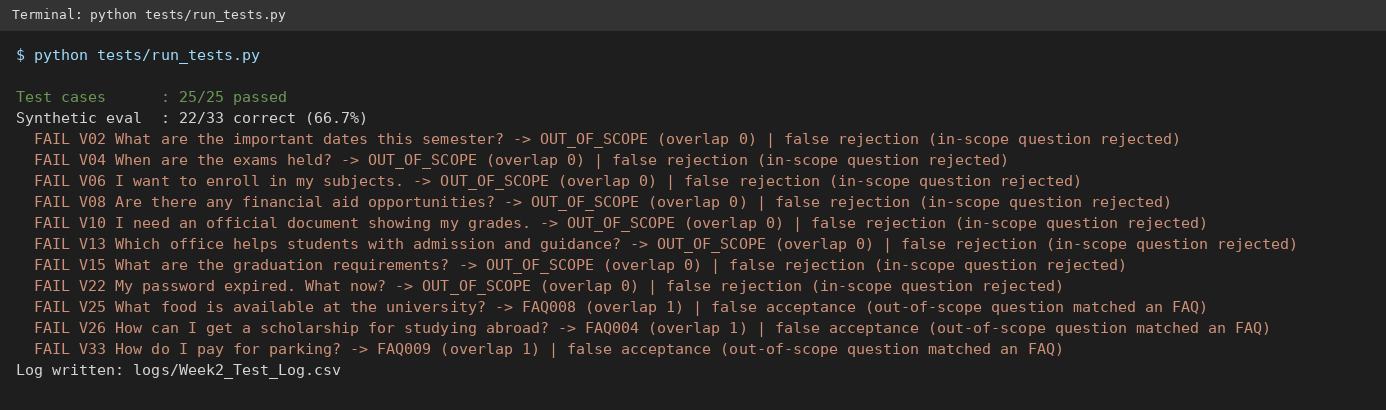 Terminal: python tests/run_tests.py
$ python tests/run_tests.py
Test cases      : 25/25 passed
Synthetic eval  : 22/33 correct (66.7%)
  FAIL V02 What are the important dates this semester? -> OUT_OF_SCOPE (overlap 0) | false rejection (in-scope question rejected)
  FAIL V04 When are the exams held? -> OUT_OF_SCOPE (overlap 0) | false rejection (in-scope question rejected)
  FAIL V06 I want to enroll in my subjects. -> OUT_OF_SCOPE (overlap 0) | false rejection (in-scope question rejected)
  FAIL V08 Are there any financial aid opportunities? -> OUT_OF_SCOPE (overlap 0) | false rejection (in-scope question rejected)
  FAIL V10 I need an official document showing my grades. -> OUT_OF_SCOPE (overlap 0) | false rejection (in-scope question rejected)
  FAIL V13 Which office helps students with admission and guidance? -> OUT_OF_SCOPE (overlap 0) | false rejection (in-scope question rejected)
  FAIL V15 What are the graduation requirements? -> OUT_OF_SCOPE (overlap 0) | false rejection (in-scope question rejected)
  FAIL V22 My password expired. What now? -> OUT_OF_SCOPE (overlap 0) | false rejection (in-scope question rejected)
  FAIL V25 What food is available at the university? -> FAQ008 (overlap 1) | false acceptance (out-of-scope question matched an FAQ)
  FAIL V26 How can I get a scholarship for studying abroad? -> FAQ004 (overlap 1) | false acceptance (out-of-scope question matched an FAQ)
  FAIL V33 How do I pay for parking? -> FAQ009 (overlap 1) | false acceptance (out-of-scope question matched an FAQ)
Log written: logs/Week2_Test_Log.csv